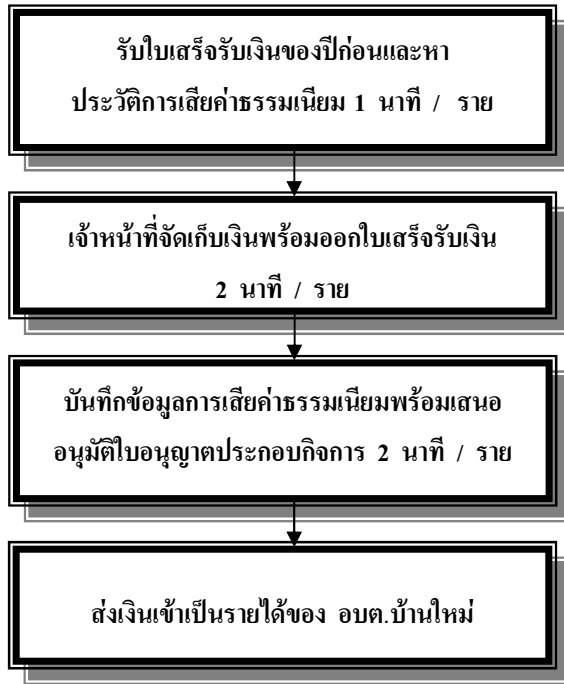 รับใบเสร็จรับเงินของปีก่อนและหา
ประวัติการเสียค่าธรรมเนียม 1 นาที / ราย
เจ้าหน้าที่จัดเก็บเงินพร้อมออกใบเสร็จรับเงิน
2 นาที / ราย
บันทึกข้อมูลการเสียค่าธรรมเนียมพร้อมเสนอ
อนุมัติใบอนุญาตประกอบกิจการ 2 นาที / ราย
ส่งเงินเข้าเป็นรายได้ของ อบต.บ้านใหม่